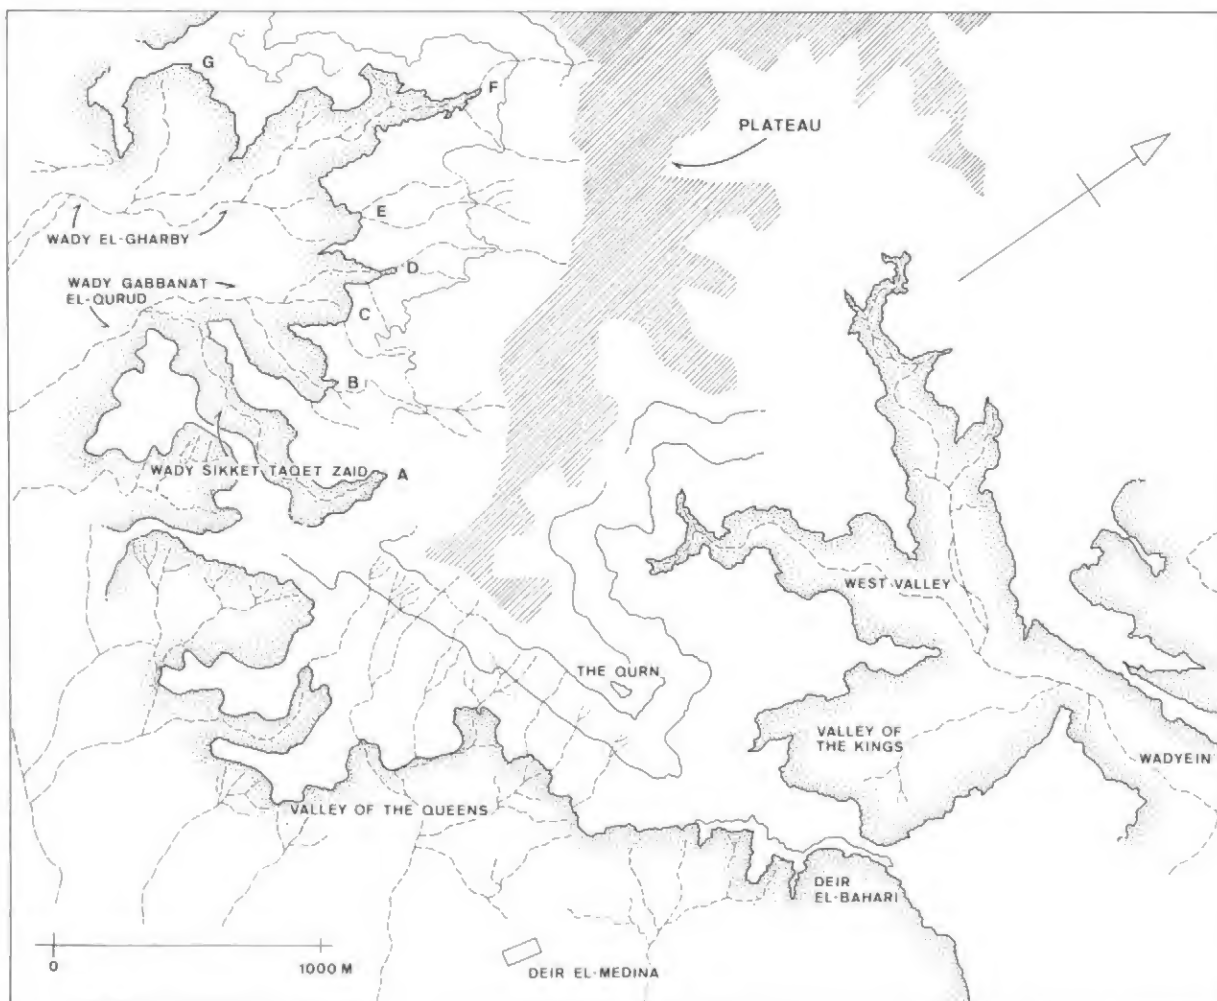 G
F
PLATEAU
E
WADY EL-GHARBY
D
WADY GABBANAT
EL-QURUD
C
B
WADY SIKKET TAQET ZAID
A
WEST VALLEY
THE QURN
VALLEY OF
THE KINGS
WADYEIN
VALLEY OF THE QUEENS
DEIR
EL-BAHARI
0
1000 M
DEIR EL-MEDINA